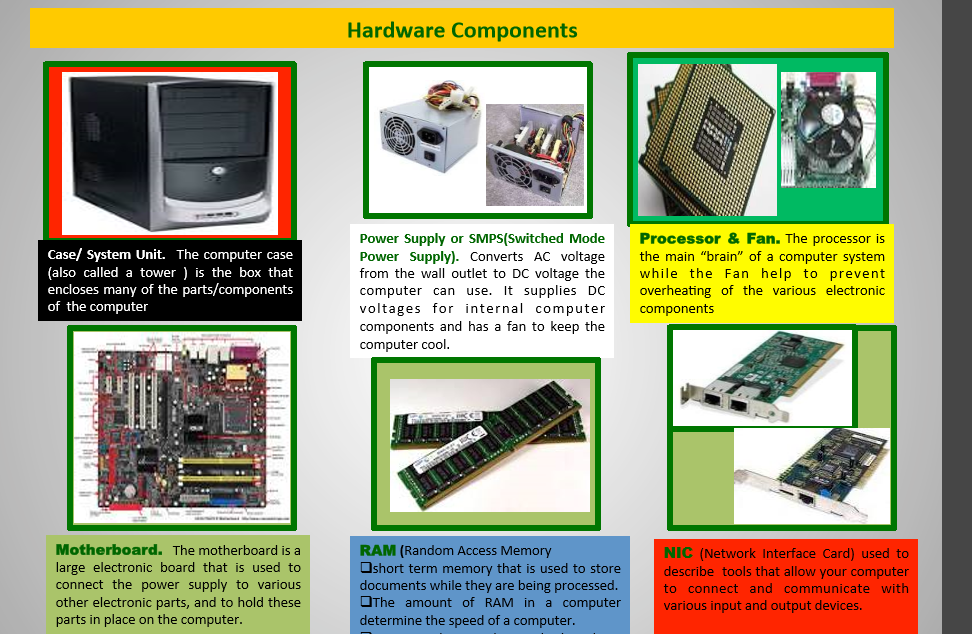 Hardware Components
Case/ System Unit. The computer case
(also called a tower ) is the box that
encloses many of the parts/components
of the computer
Power Supply or SMPS(Switched Mode
Power Supply). Converts AC voltage
from the wall outlet to DC voltage the
computer can use. It supplies DC
voltages for internal computer
components and has a fan to keep the
computer cool.
Processor & Fan. The processor is
the main “brain” of a computer system
while the Fan help to prevent
overheating of the various electronic
components
Motherboard. The motherboard is a
large electronic board that is used to
connect the power supply to various
other electronic parts, and to hold these
parts in place on the computer.
RAM (Random Access Memory
❑short term memory that is used to store
documents while they are being processed.
❑The amount of RAM in a computer
determine the speed of a computer.
NIC (Network Interface Card) used to
describe tools that allow your computer
to connect and communicate with
various input and output devices.